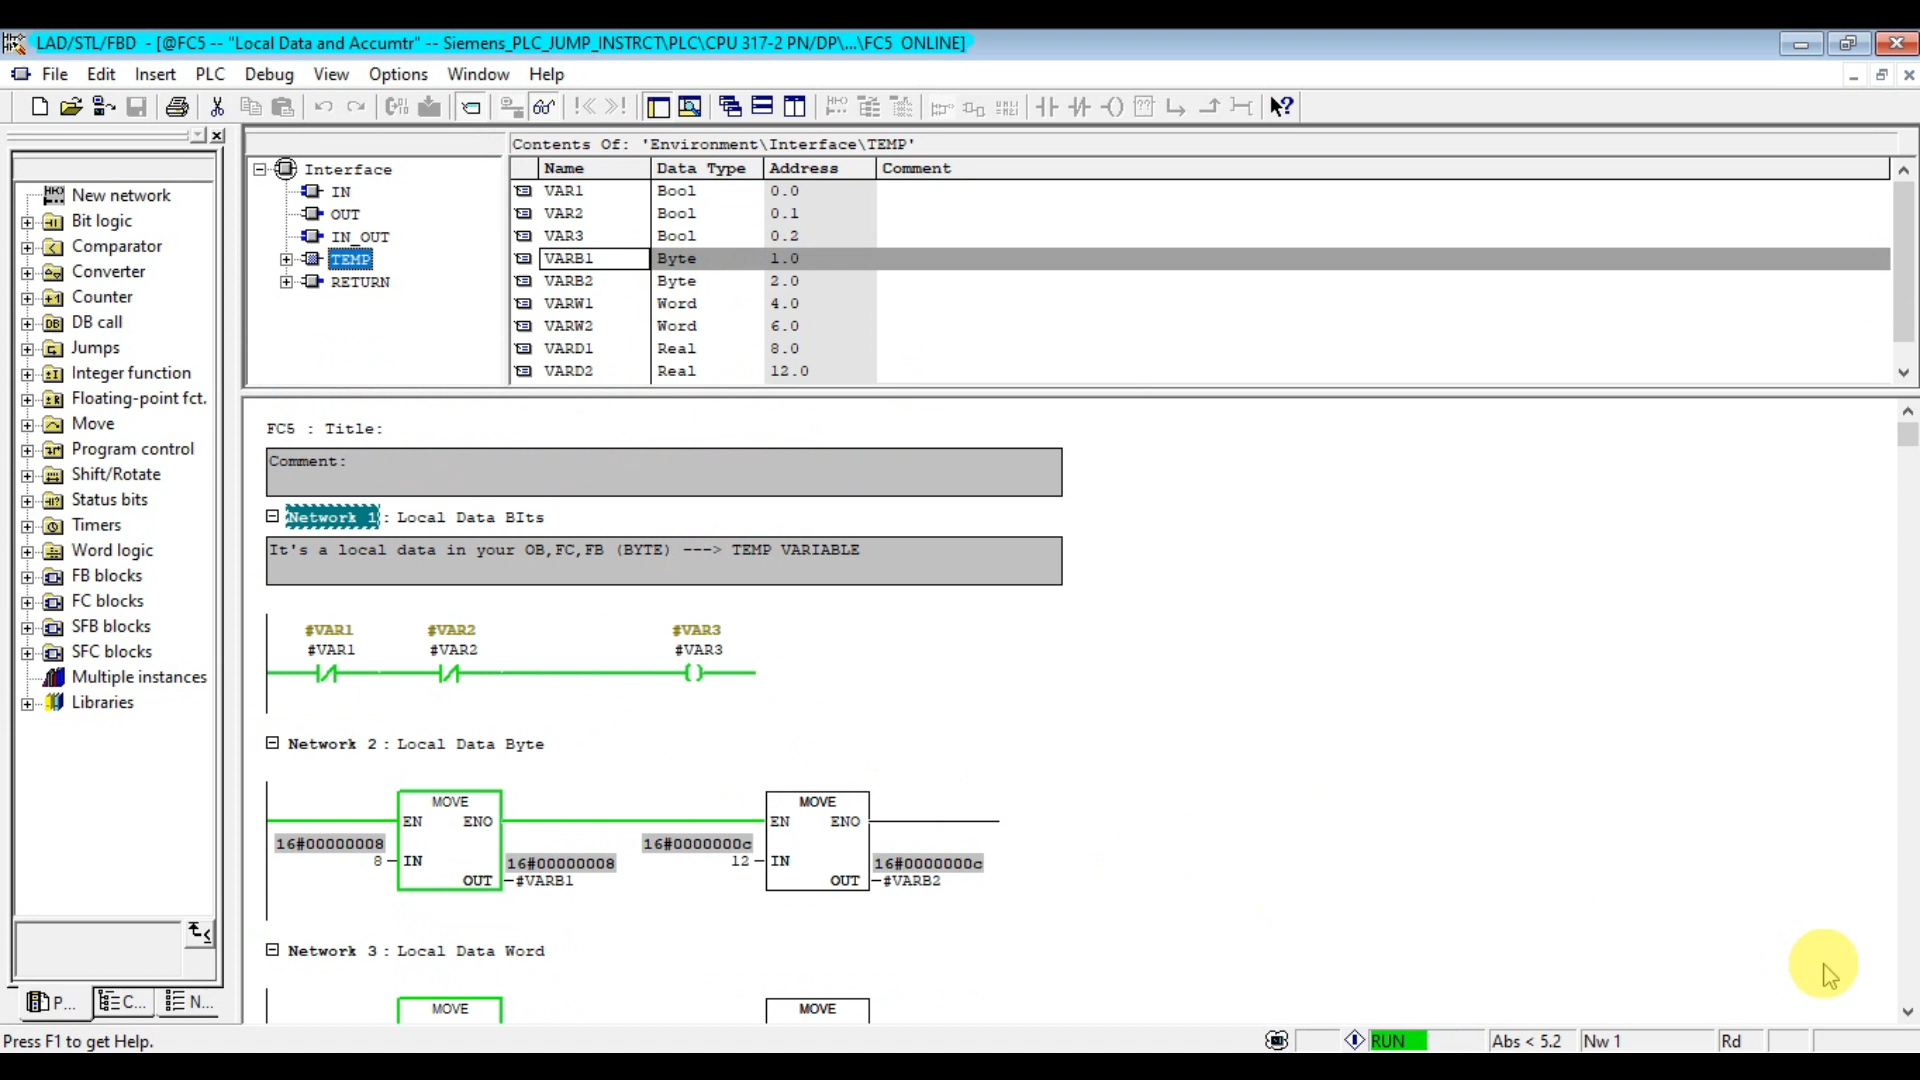 LAD/STL/FBD - [@FC5 -- "Local Data and Accumtr" -- Siemens_PLC_JUMP_INSTRCT\PLC\CPU 317-2 PN/DP\...\FC5 ONLINE]
File Edit Insert PLC Debug View Options Window Help
Contents Of: 'Environment\Interface\TEMP'
Interface
IN
OUT
IN_OUT
TEMP
RETURN
Name Data Type Address Comment
VAR1 Bool 0.0
VAR2 Bool 0.1
VAR3 Bool 0.2
VARB1 Byte 1.0
VARB2 Byte 2.0
VARW1 Word 4.0
VARW2 Word 6.0
VARD1 Real 8.0
VARD2 Real 12.0
New network
Bit logic
Comparator
Converter
Counter
DB call
Jumps
Integer function
Floating-point fct.
Move
Program control
Shift/Rotate
Status bits
Timers
Word logic
FB blocks
FC blocks
SFB blocks
SFC blocks
Multiple instances
Libraries
P... C... N...
FC5 : Title:
Comment:
Network 1: Local Data BIts
It's a local data in your OB,FC,FB (BYTE) ---> TEMP VARIABLE
#VAR1 #VAR2 #VAR3
#VAR1 #VAR2 #VAR3
Network 2: Local Data Byte
MOVE MOVE
EN ENO EN ENO
16#00000008 16#0000000c
8 IN 12 IN
16#00000008 16#0000000c
OUT #VARB1 OUT #VARB2
Network 3: Local Data Word
MOVE MOVE
Press F1 to get Help. RUN Abs < 5.2 Nw 1 Rd